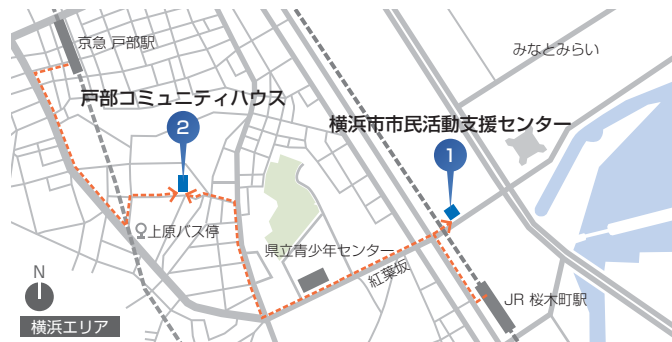 京急 戸部駅
みなとみらい
戸部コミュニティハウス
2
横浜市市民活動支援センター
1
上原バス停
県立青少年センター
紅葉坂
N
JR 桜木町駅
横浜エリア